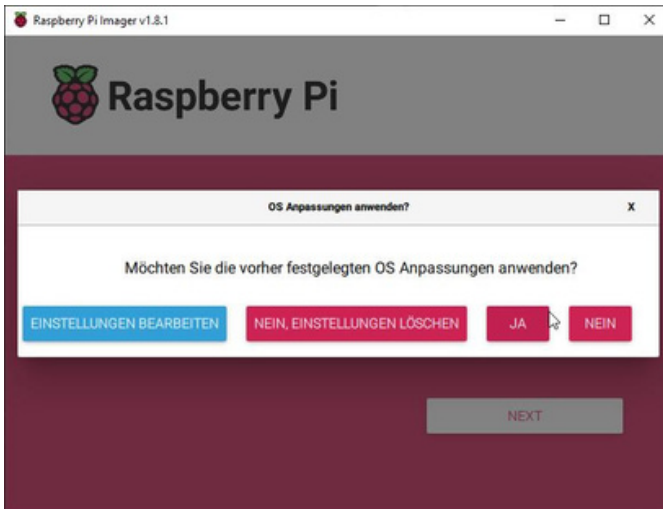 Raspberry Pi Imager v1.8.1
Raspberry Pi
OS Anpassungen anwenden?
X
Möchten Sie die vorher festgelegten OS Anpassungen anwenden?
EINSTELLUNGEN BEARBEITEN
NEIN, EINSTELLUNGEN LÖSCHEN
JA
NEIN
NEXT